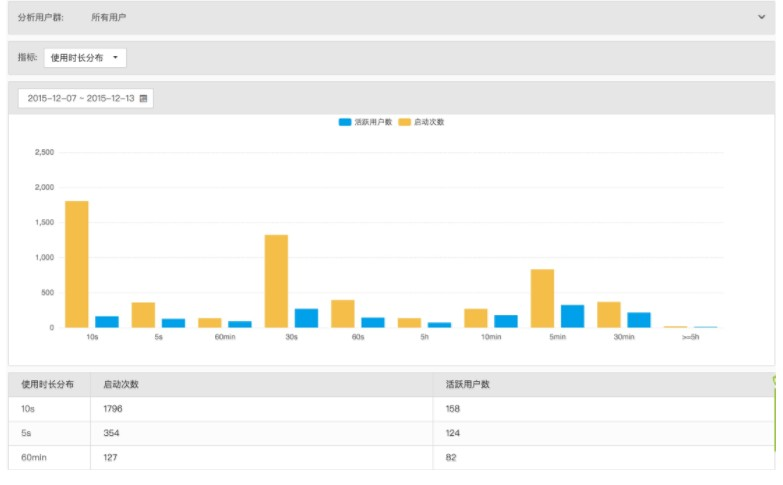 分析用户群: 所有用户
指标: 使用时长分布
2015-12-07 ~ 2015-12-13
活跃用户数 启动次数
2,500
2,000
1,500
1,000
500
0
10s 5s 60min 30s 60s 5h 10min 5min 30min >=5h
使用时长分布 启动次数 活跃用户数
10s 1796 158
5s 354 124
60min 127 82